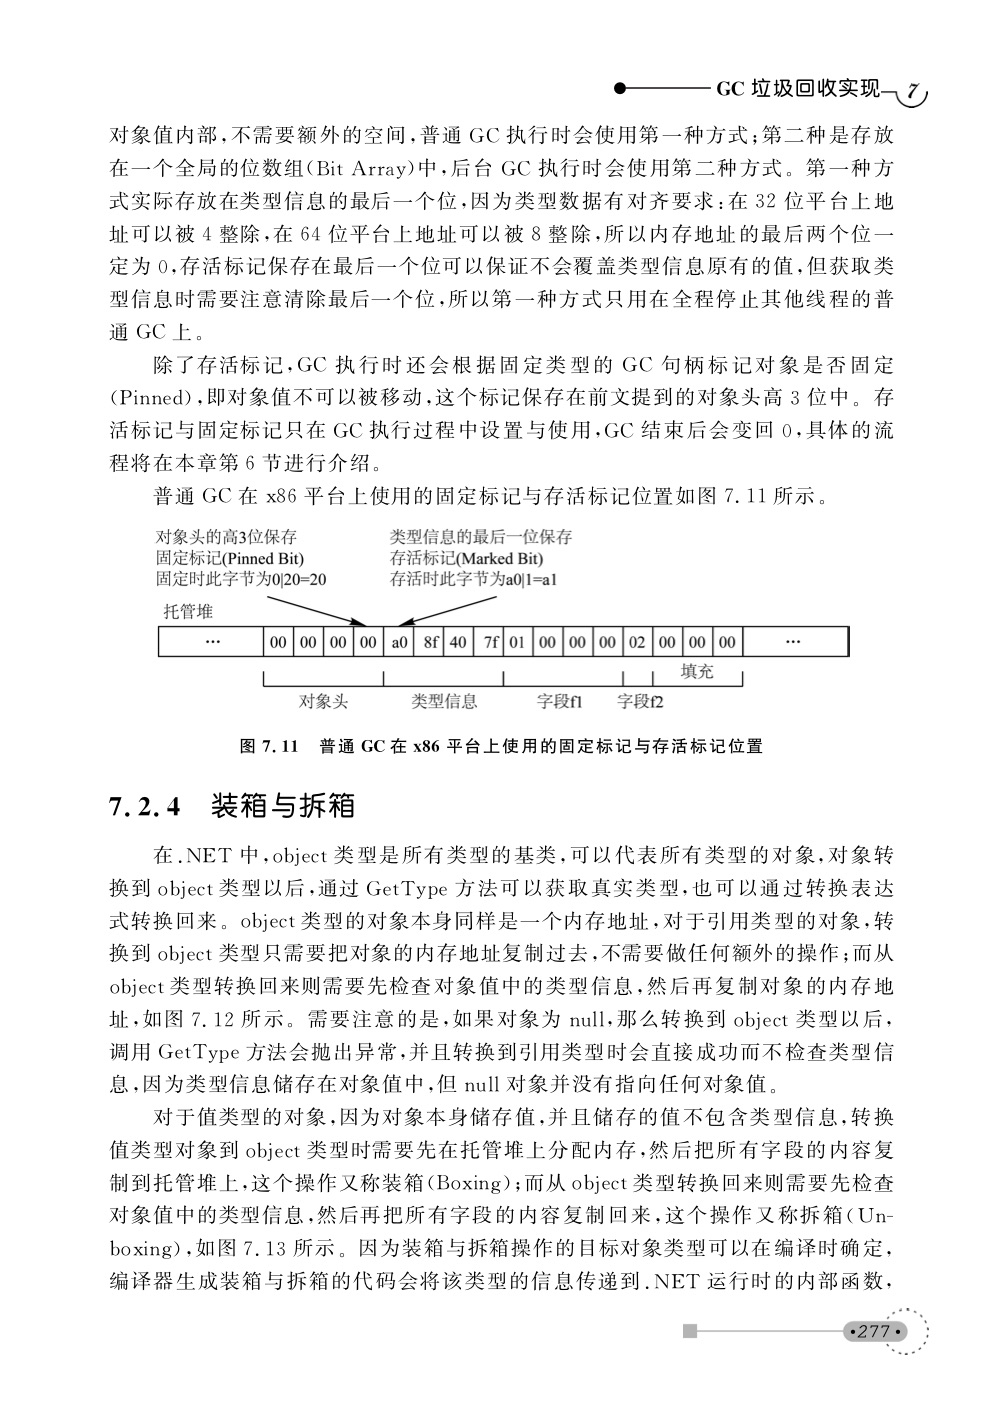 GC 垃圾回收实现 7
对象值内部,不需要额外的空间,普通 GC 执行时会使用第一种方式;第二种是存放
在一个全局的位数组(Bit Array)中,后台 GC 执行时会使用第二种方式。第一种方
式实际存放在类型信息的最后一个位,因为类型数据有对齐要求:在 32 位平台上地
址可以被 4 整除,在 64 位平台上地址可以被 8 整除,所以内存地址的最后两个位一
定为 0,存活标记保存在最后一个位可以保证不会覆盖类型信息原有的值,但获取类
型信息时需要注意清除最后一个位,所以第一种方式只用在全程停止其他线程的普
通 GC 上。
除了存活标记,GC 执行时还会根据固定类型的 GC 句柄标记对象是否固定
(Pinned),即对象值不可以被移动,这个标记保存在前文提到的对象头高 3 位中。存
活标记与固定标记只在 GC 执行过程中设置与使用,GC 结束后会变回 0,具体的流
程将在本章第 6 节进行介绍。
普通 GC 在 x86 平台上使用的固定标记与存活标记位置如图 7.11 所示。
对象头的高3位保存
固定标记(Pinned Bit)
固定时此字节为0|20=20
类型信息的最后一位保存
存活标记(Marked Bit)
存活时此字节为a0|1=a1
托管堆
… 00 00 00 00 a0 8f 40 7f 01 00 00 00 02 00 00 00 …
填充
对象头 类型信息 字段f1 字段f2
图 7.11 普通 GC 在 x86 平台上使用的固定标记与存活标记位置
7.2.4 装箱与拆箱
在.NET 中,object 类型是所有类型的基类,可以代表所有类型的对象,对象转
换到 object 类型以后,通过 GetType 方法可以获取真实类型,也可以通过转换表达
式转换回来。object 类型的对象本身同样是一个内存地址,对于引用类型的对象,转
换到 object 类型只需要把对象的内存地址复制过去,不需要做任何额外的操作;而从
object 类型转换回来则需要先检查对象值中的类型信息,然后再复制对象的内存地
址,如图 7.12 所示。需要注意的是,如果对象为 null,那么转换到 object 类型以后,
调用 GetType 方法会抛出异常,并且转换到引用类型时会直接成功而不检查类型信
息,因为类型信息储存在对象值中,但 null 对象并没有指向任何对象值。
对于值类型的对象,因为对象本身储存值,并且储存的值不包含类型信息,转换
值类型对象到 object 类型时需要先在托管堆上分配内存,然后把所有字段的内容复
制到托管堆上,这个操作又称装箱(Boxing);而从 object 类型转换回来则需要先检查
对象值中的类型信息,然后再把所有字段的内容复制回来,这个操作又称拆箱(Un-
boxing),如图 7.13 所示。因为装箱与拆箱操作的目标对象类型可以在编译时确定,
编译器生成装箱与拆箱的代码会将该类型的信息传递到.NET 运行时的内部函数,
·277·